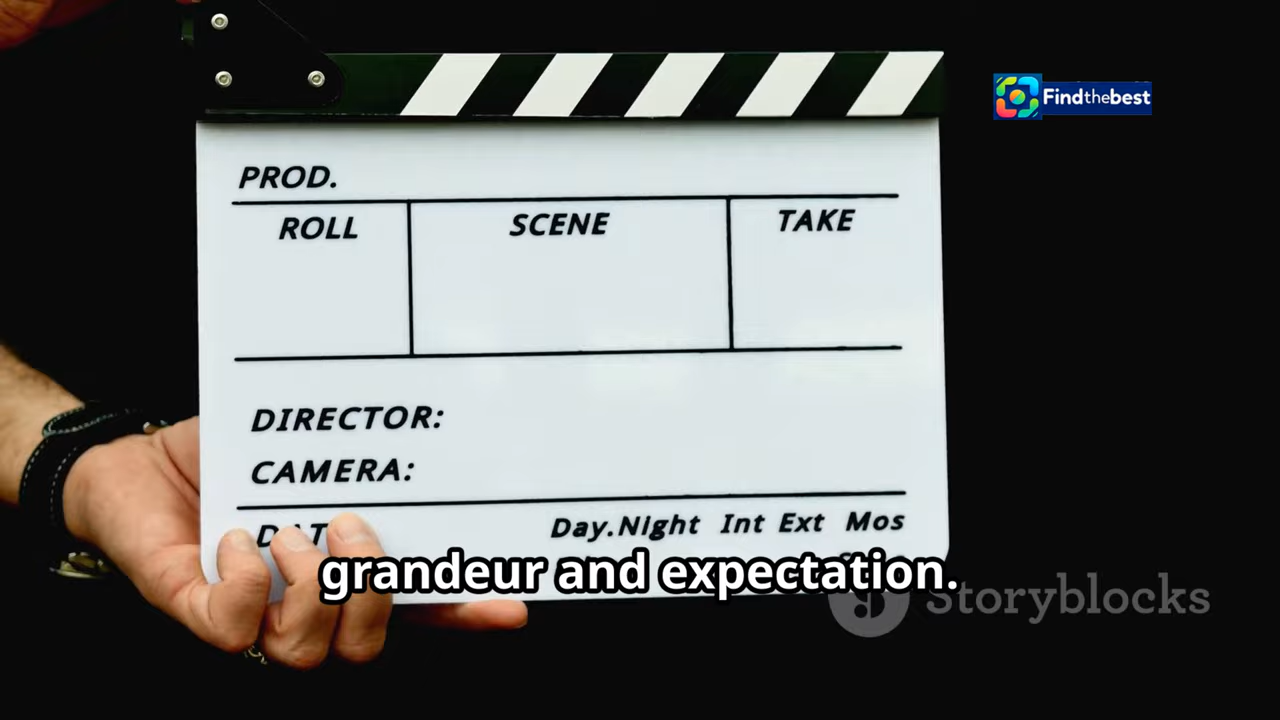 Findthebest
PROD.
ROLL SCENE TAKE
DIRECTOR:
CAMERA:
Day.Night Int Ext Mos
grandeur and expectation.
Storyblocks